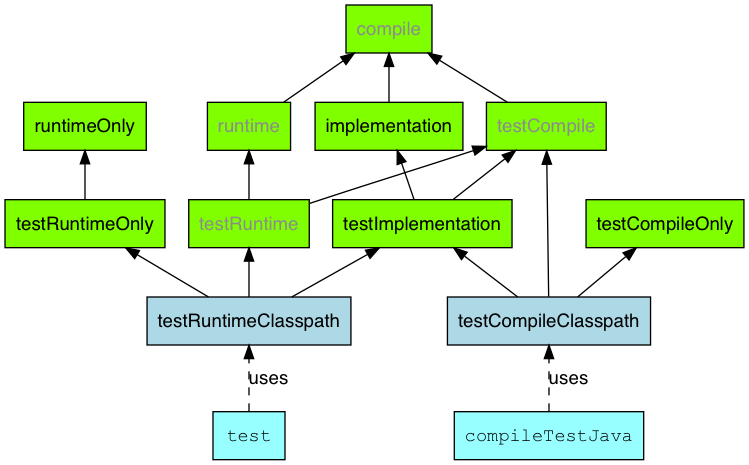 compile
runtimeOnly
runtime
implementation
testCompile
testRuntimeOnly
testRuntime
testImplementation
testCompileOnly
testRuntimeClasspath
testCompileClasspath
uses
uses
test
compileTestJava